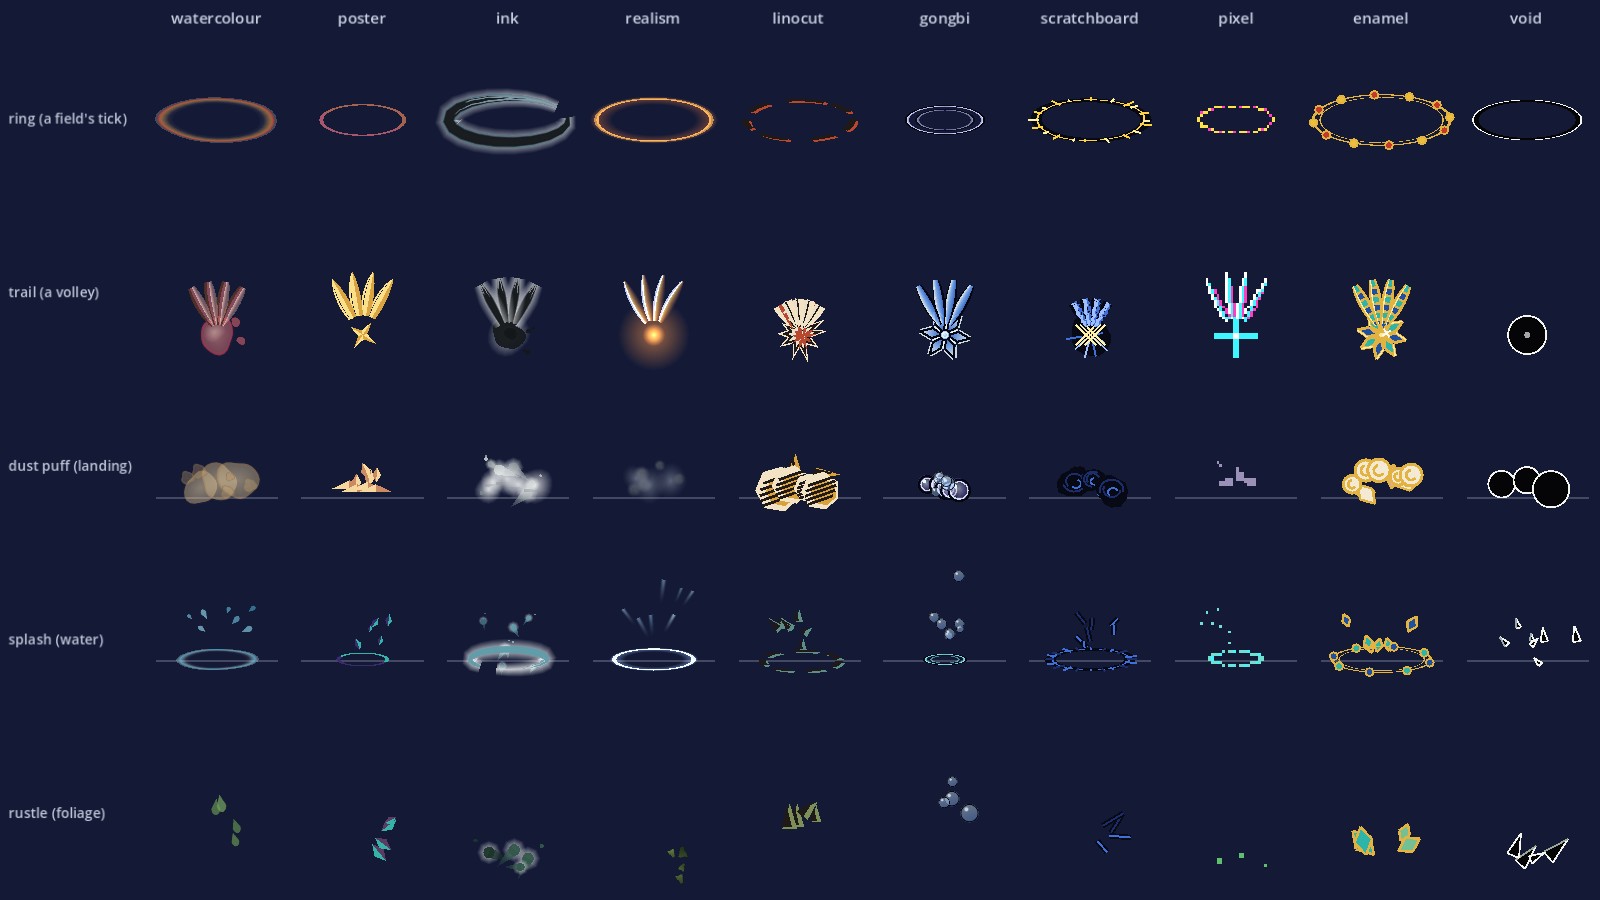 watercolour poster ink realism linocut gongbi scratchboard pixel enamel void
ring (a field's tick)
trail (a volley)
dust puff (landing)
splash (water)
rustle (foliage)